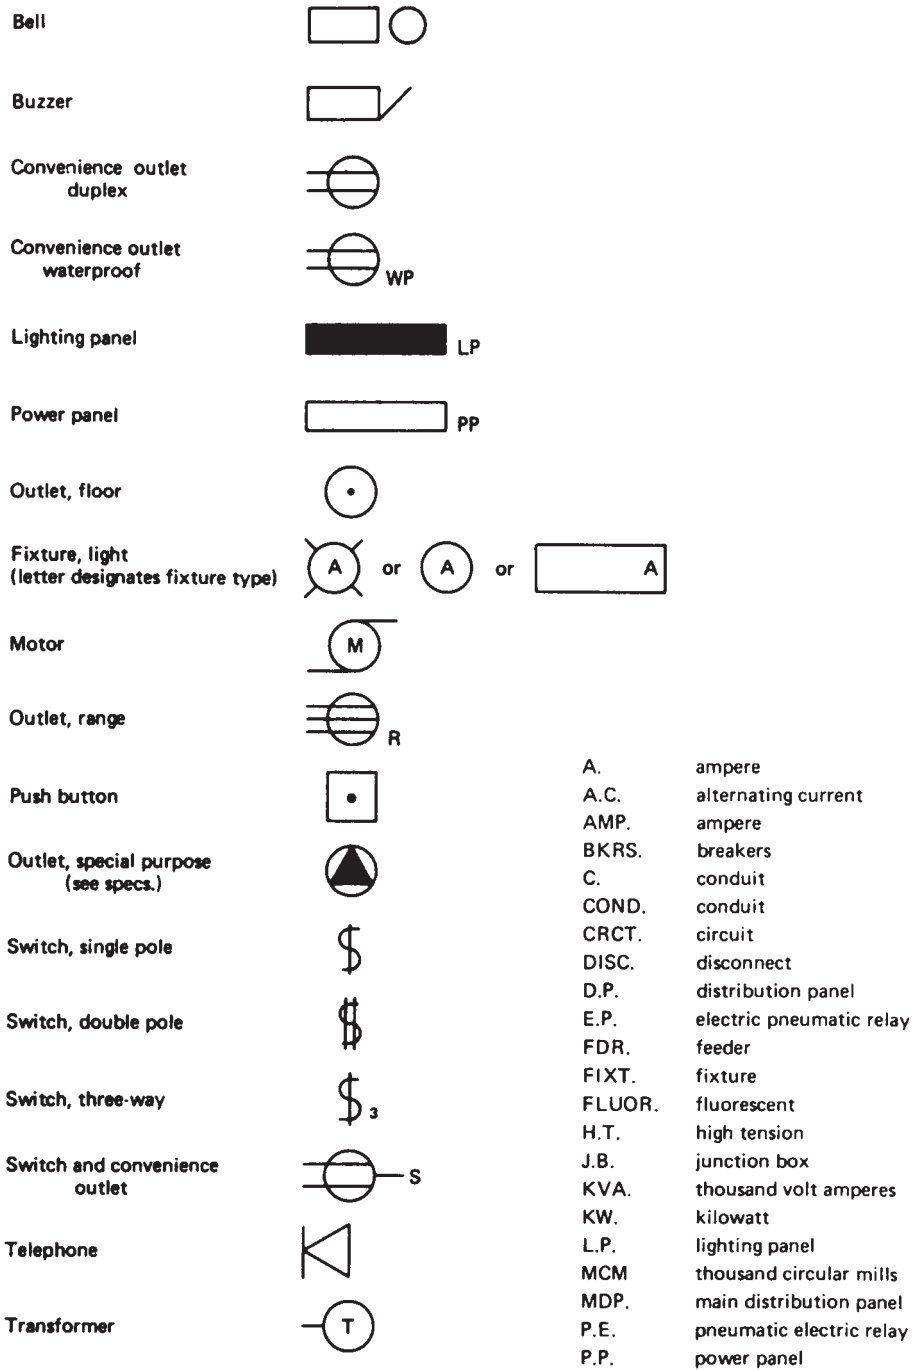 Bell
Buzzer
Convenience outlet
duplex
Convenience outlet
waterproof
WP
Lighting panel
LP
Power panel
PP
Outlet, floor
Fixture, light
(letter designates fixture type)
A or A or A
Motor
M
Outlet, range
R
Push button
Outlet, special purpose
(see specs.)
Switch, single pole
$
Switch, double pole
$
Switch, three-way
$3
Switch and convenience
outlet
S
Telephone
Transformer
T
A. ampere
A.C. alternating current
AMP. ampere
BKRS. breakers
C. conduit
COND. conduit
CRCT. circuit
DISC. disconnect
D.P. distribution panel
E.P. electric pneumatic relay
FDR. feeder
FIXT. fixture
FLUOR. fluorescent
H.T. high tension
J.B. junction box
KVA. thousand volt amperes
KW. kilowatt
L.P. lighting panel
MCM thousand circular mills
MDP. main distribution panel
P.E. pneumatic electric relay
P.P. power panel